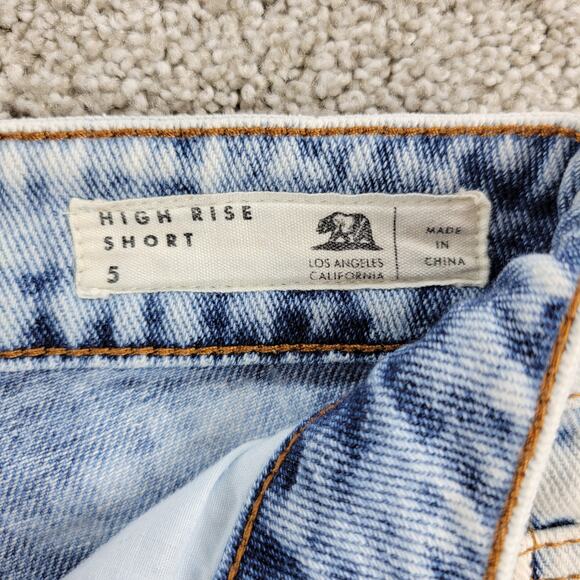 HIGH RISE
SHORT
5
LOS ANGELES
CALIFORNIA
MADE
IN
CHINA